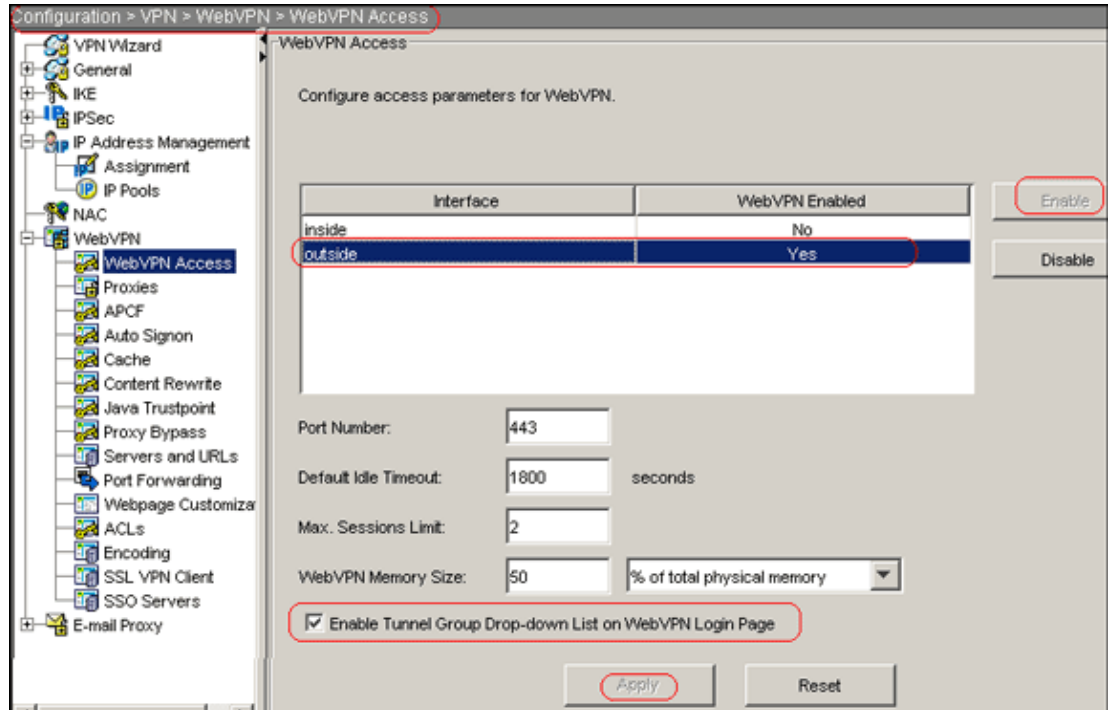 Configuration > VPN > WebVPN > WebVPN Access
VPN Wizard
General
IKE
IPSec
IP Address Management
Assignment
IP Pools
NAC
WebVPN
WebVPN Access
Proxies
APCF
Auto Signon
Cache
Content Rewrite
Java Trustpoint
Proxy Bypass
Servers and URLs
Port Forwarding
Webpage Customiza
ACLs
Encoding
SSL VPN Client
SSO Servers
E-mail Proxy
WebVPN Access
Configure access parameters for WebVPN.
Interface WebVPN Enabled
inside No
outside Yes
Enable
Disable
Port Number: 443
Default Idle Timeout: 1800 seconds
Max. Sessions Limit: 2
WebVPN Memory Size: 50 % of total physical memory
Enable Tunnel Group Drop-down List on WebVPN Login Page
Apply Reset